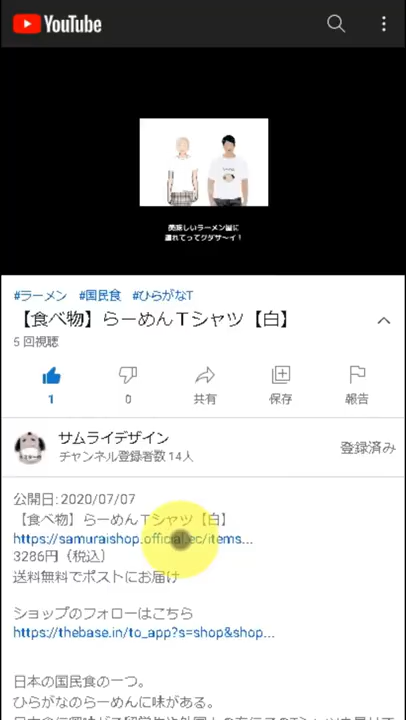 YouTube
美味しいラーメン屋に
連れてってクダサ〜イ！
#ラーメン #国民食 #ひらがなT
【食べ物】らーめんTシャツ【白】
5 回視聴
1
0
共有
保存
報告
サムライデザイン
チャンネル登録者数 14人
登録済み
公開日: 2020/07/07
【食べ物】らーめんTシャツ【白】
https://samuraishop.official.ec/items...
3286円（税込）
送料無料でポストにお届け
ショップのフォローはこちら
https://thebase.in/to_app?s=shop&shop...
日本の国民食の一つ。
ひらがなのらーめんに味がある。